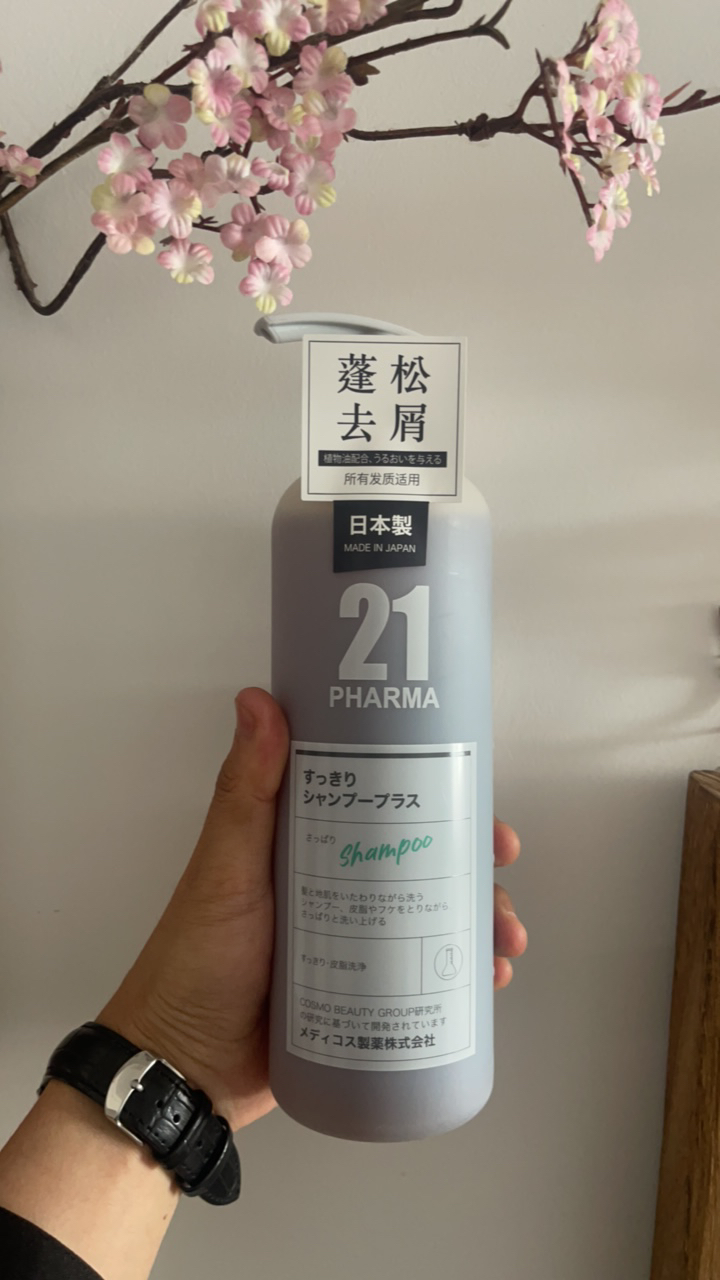 蓬松
去屑
植物油配合、うるおいを与える
所有发质适用
日本製
MADE IN JAPAN
21
PHARMA
すっきり
シャンプープラス
さっぱり Shampoo
髪と地肌をいたわりながら洗う
シャンプー、皮脂やフケをとりながら
さっぱりと洗い上げる
すっきり・皮脂洗浄
COSMO BEAUTY GROUP研究所
の研究に基づいて開発されています
メディコス製薬株式会社